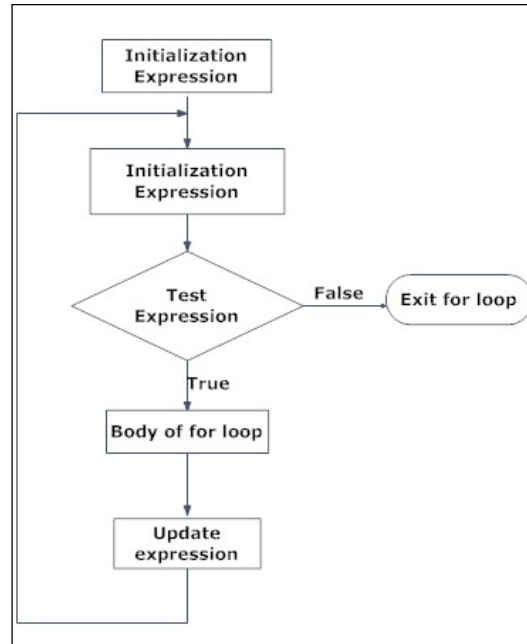 Initialization
Expression
Initialization
Expression
Test
Expression
False
Exit for loop
True
Body of for loop
Update
expression